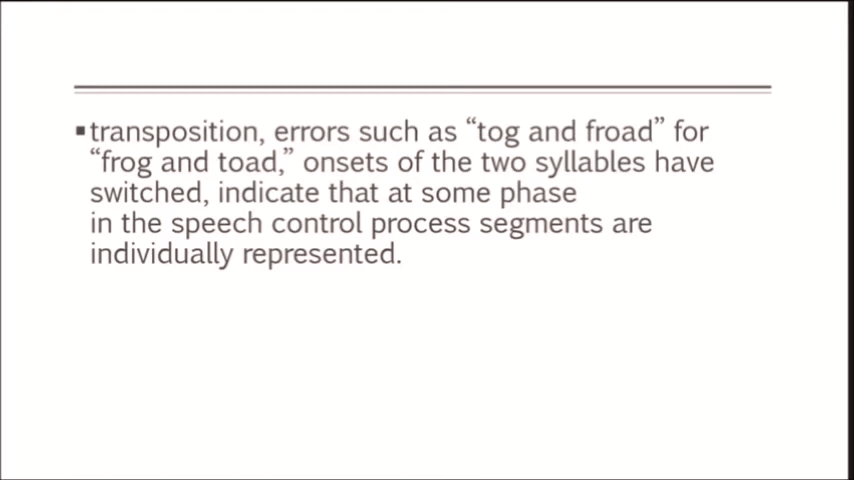 ▪transposition, errors such as “tog and froad” for
“frog and toad,” onsets of the two syllables have
switched, indicate that at some phase
in the speech control process segments are
individually represented.